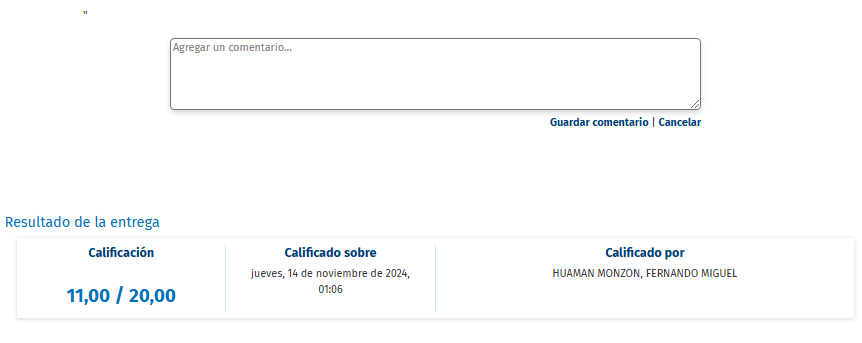 "
Agregar un comentario...
Guardar comentario | Cancelar
Resultado de la entrega
Calificación
11,00 / 20,00
Calificado sobre
jueves, 14 de noviembre de 2024,
01:06
Calificado por
HUAMAN MONZON, FERNANDO MIGUEL